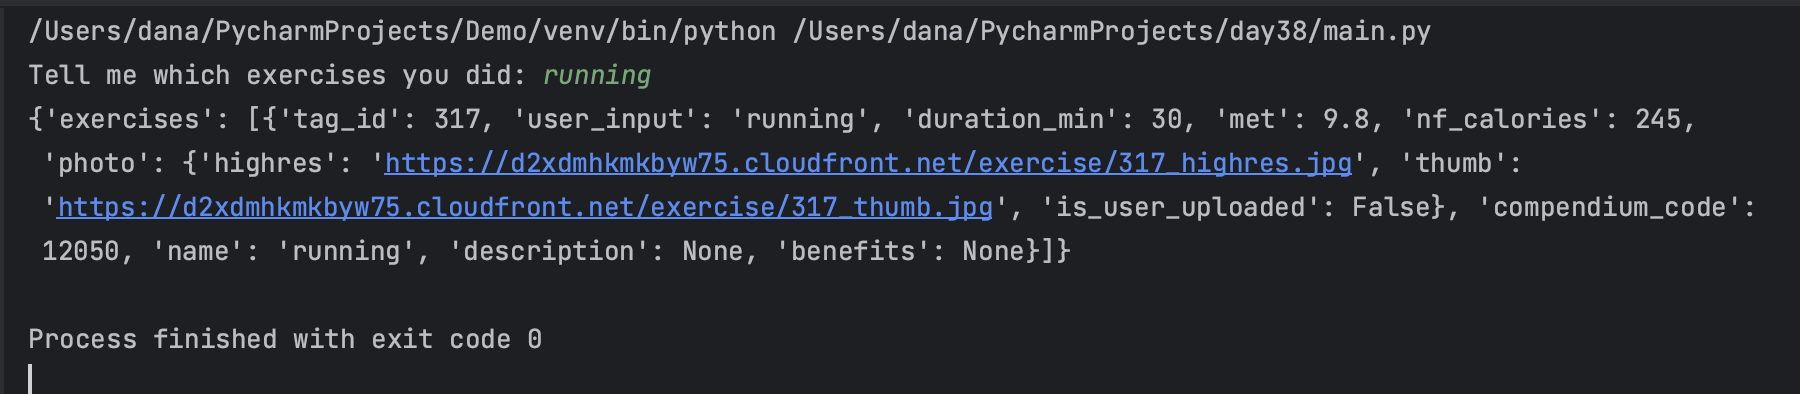 /Users/dana/PycharmProjects/Demo/venv/bin/python /Users/dana/PycharmProjects/day38/main.py
Tell me which exercises you did: running
{'exercises': [{'tag_id': 317, 'user_input': 'running', 'duration_min': 30, 'met': 9.8, 'nf_calories': 245,
'photo': {'highres': 'https://d2xdmhkmkbyw75.cloudfront.net/exercise/317_highres.jpg', 'thumb':
'https://d2xdmhkmkbyw75.cloudfront.net/exercise/317_thumb.jpg', 'is_user_uploaded': False}, 'compendium_code':
12050, 'name': 'running', 'description': None, 'benefits': None}]}
Process finished with exit code 0